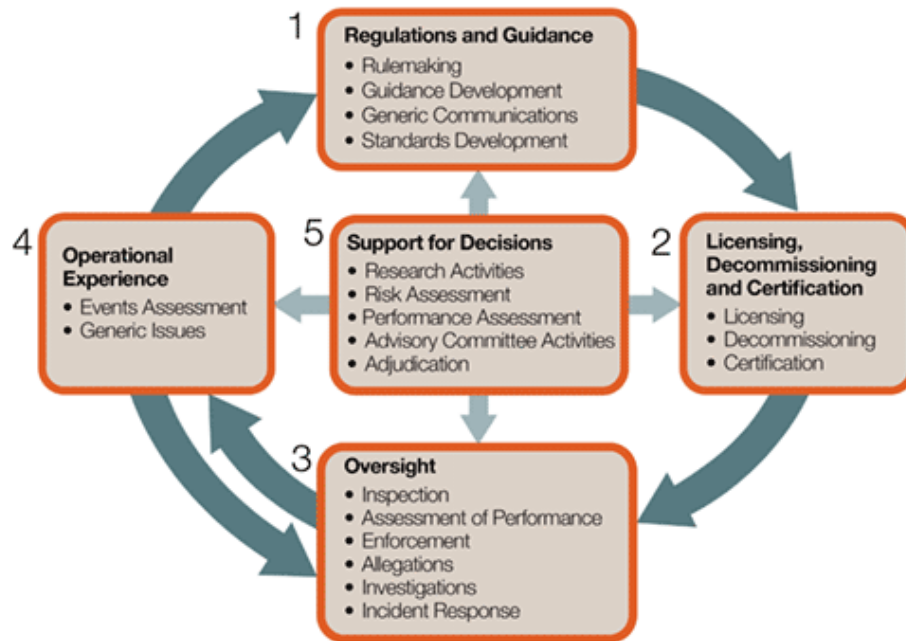 1
Regulations and Guidance
• Rulemaking
• Guidance Development
• Generic Communications
• Standards Development
2
Licensing,
Decommissioning
and Certification
• Licensing
• Decommissioning
• Certification
3
Oversight
• Inspection
• Assessment of Performance
• Enforcement
• Allegations
• Investigations
• Incident Response
4
Operational
Experience
• Events Assessment
• Generic Issues
5
Support for Decisions
• Research Activities
• Risk Assessment
• Performance Assessment
• Advisory Committee Activities
• Adjudication